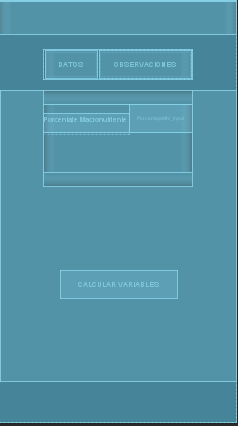 DATOS OBSERVACIONES
Porcentaje Macronutriente
CALCULAR VARIABLES